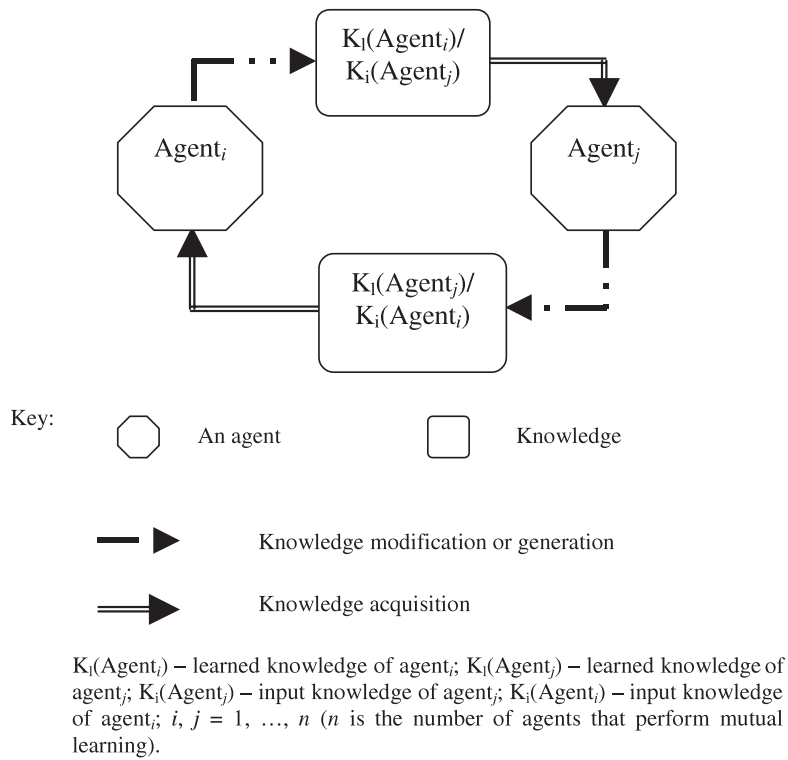 Kₗ(Agentᵢ)/
Kᵢ(Agentⱼ)
Agentᵢ
Agentⱼ
Kₗ(Agentⱼ)/
Kᵢ(Agentᵢ)
Key:
An agent
Knowledge
Knowledge modification or generation
Knowledge acquisition
Kₗ(Agentᵢ) – learned knowledge of agentᵢ; Kₗ(Agentⱼ) – learned knowledge of
agentⱼ; Kᵢ(Agentⱼ) – input knowledge of agentⱼ; Kᵢ(Agentᵢ) – input knowledge
of agentᵢ; i, j = 1, …, n (n is the number of agents that perform mutual
learning).